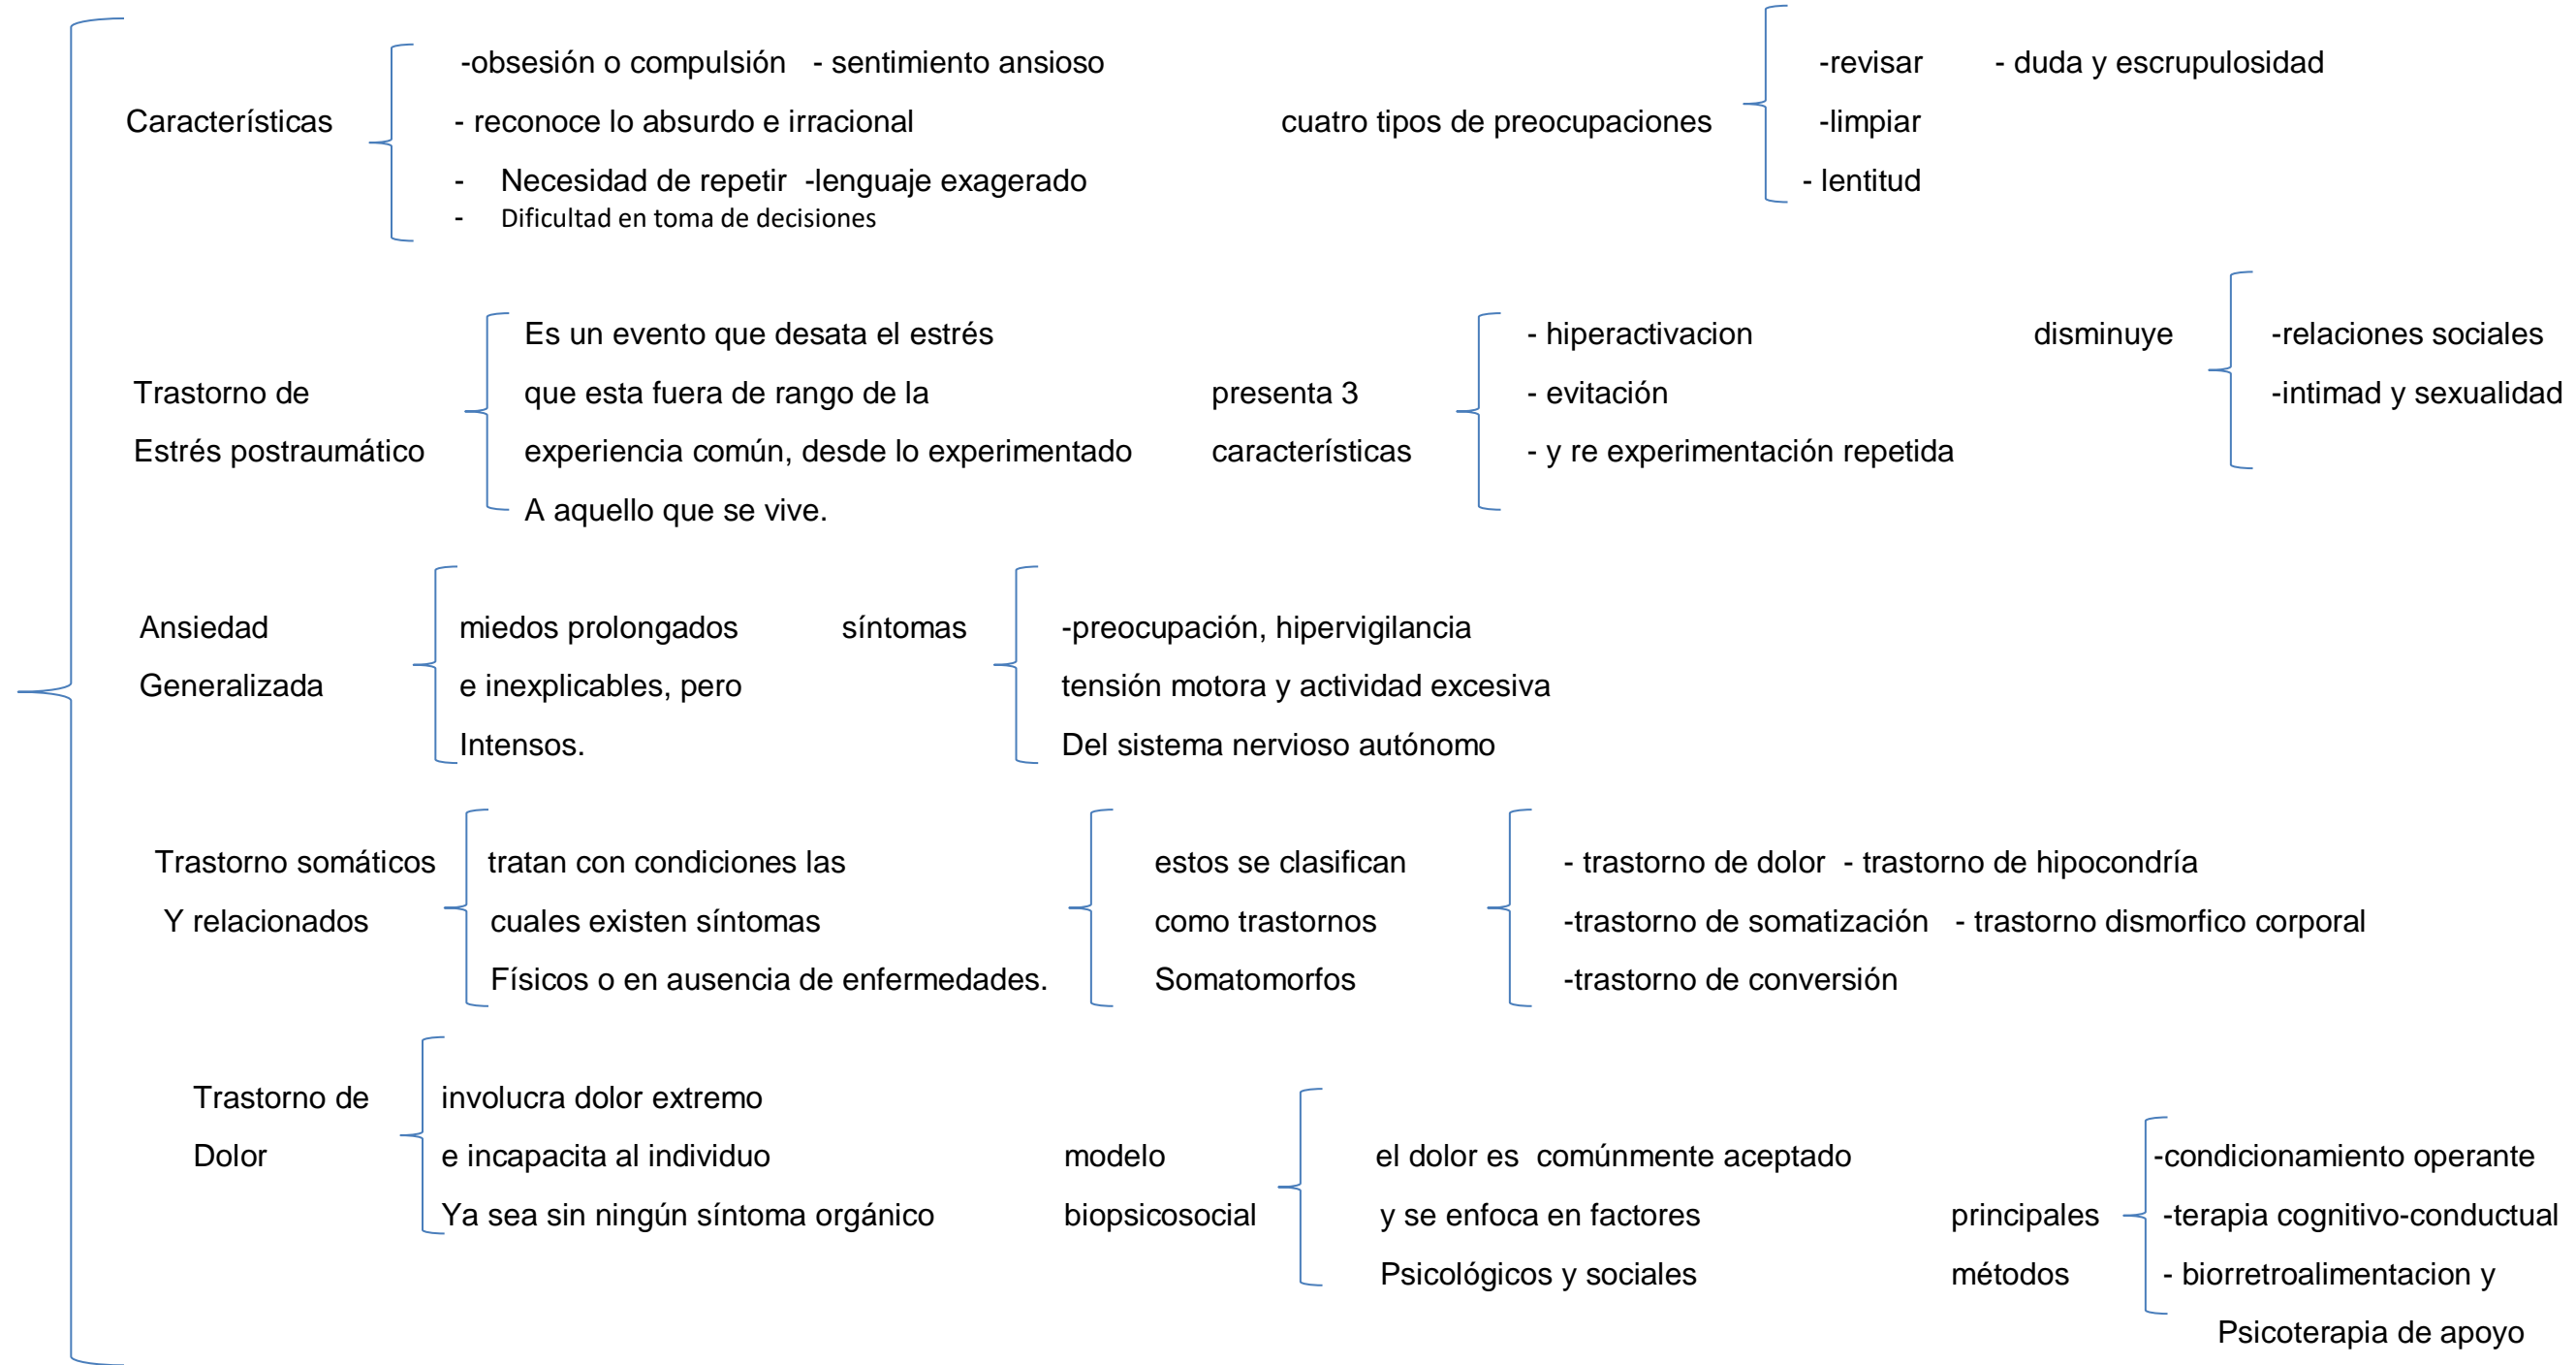 -obsesión o compulsión - sentimiento ansioso
Características
- reconoce lo absurdo e irracional
- Necesidad de repetir -lenguaje exagerado
- Dificultad en toma de decisiones
cuatro tipos de preocupaciones
-revisar - duda y escrupulosidad
-limpiar
- lentitud
Trastorno de
Estrés postraumático
Es un evento que desata el estrés
que esta fuera de rango de la
experiencia común, desde lo experimentado
A aquello que se vive.
presenta 3
características
- hiperactivacion
- evitación
- y re experimentación repetida
disminuye
-relaciones sociales
-intimad y sexualidad
Ansiedad
Generalizada
miedos prolongados
e inexplicables, pero
Intensos.
síntomas
-preocupación, hipervigilancia
tensión motora y actividad excesiva
Del sistema nervioso autónomo
Trastorno somáticos
Y relacionados
tratan con condiciones las
cuales existen síntomas
Físicos o en ausencia de enfermedades.
estos se clasifican
como trastornos
Somatomorfos
- trastorno de dolor - trastorno de hipocondría
-trastorno de somatización - trastorno dismorfico corporal
-trastorno de conversión
Trastorno de
Dolor
involucra dolor extremo
e incapacita al individuo
Ya sea sin ningún síntoma orgánico
modelo
biopsicosocial
el dolor es comúnmente aceptado
y se enfoca en factores
Psicológicos y sociales
principales
métodos
-condicionamiento operante
-terapia cognitivo-conductual
- biorretroalimentacion y
Psicoterapia de apoyo